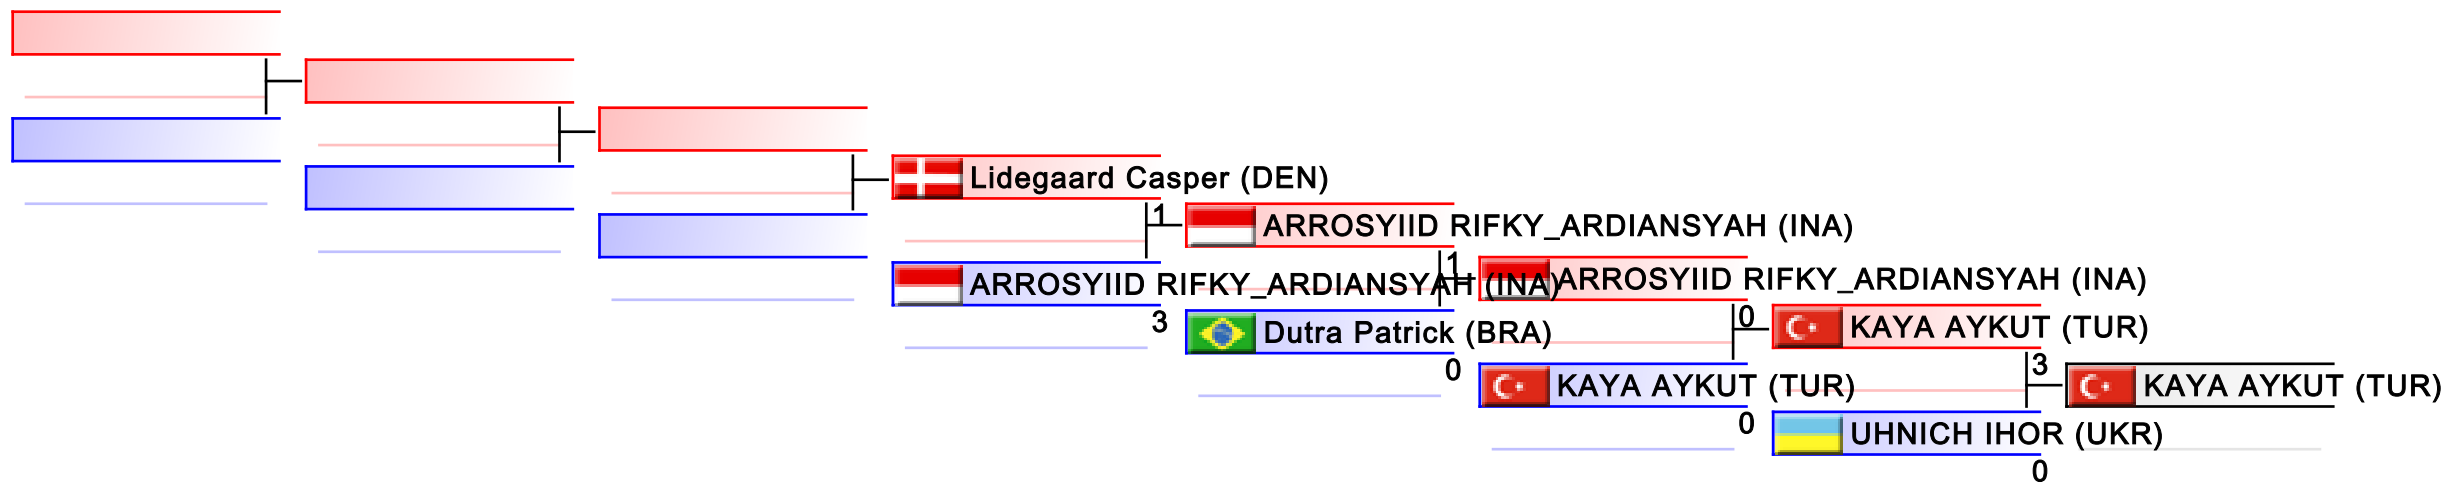 Lidegaard Casper (DEN)
1
ARROSYIID RIFKY_ARDIANSYAH (INA)
ARROSYIID RIFKY_ARDIANSYAH (INA)
3
1
ARROSYIID RIFKY_ARDIANSYAH (INA)
Dutra Patrick (BRA)
0
0
KAYA AYKUT (TUR)
KAYA AYKUT (TUR)
0
3
KAYA AYKUT (TUR)
UHNICH IHOR (UKR)
0